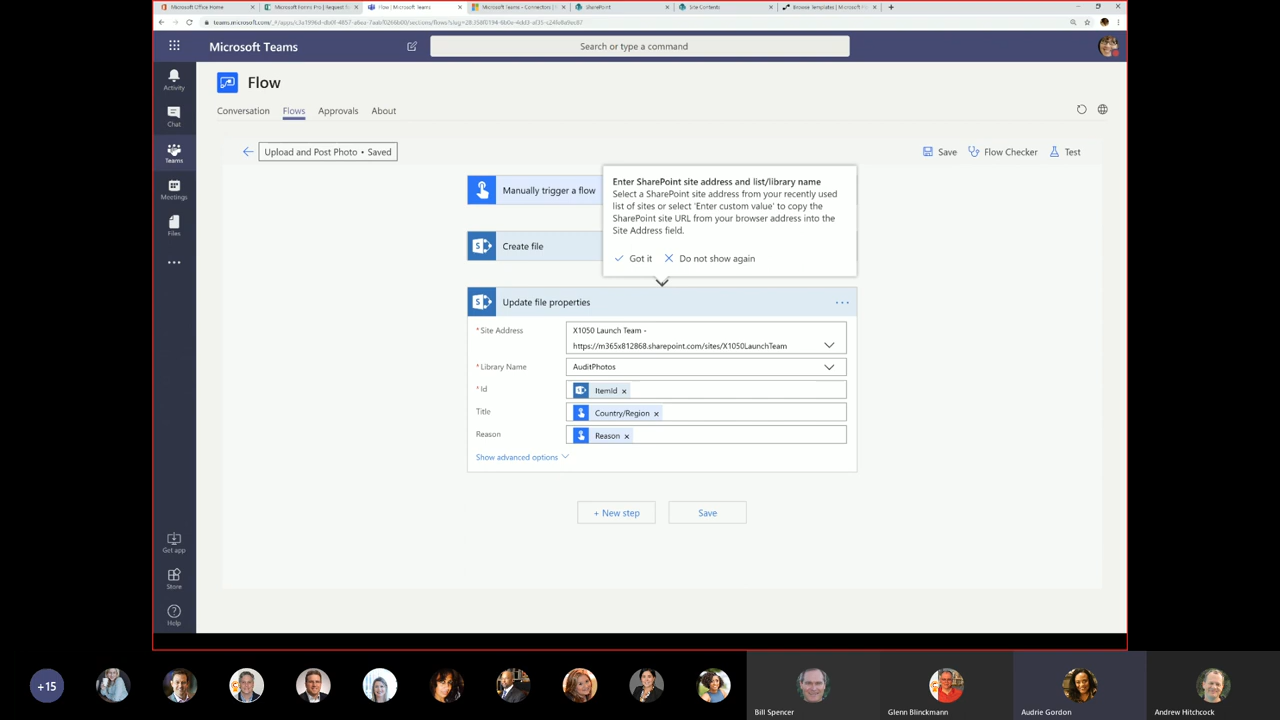 Microsoft Office Home
Microsoft Forms Pro | Request
Flow | Microsoft Teams
Microsoft Teams - Connectors |
SharePoint
Site Contents
Browse Templates | Microsoft
Microsoft Teams
Search or type a command
Activity
Chat
Teams
Meetings
Files
Get app
Store
Help
Flow
Conversation
Flows
Approvals
About
Upload and Post Photo • Saved
Save
Flow Checker
Test
Manually trigger a flow
Enter SharePoint site address and list/library name
Select a SharePoint site address from your recently used
list of sites or select 'Enter custom value' to copy the
SharePoint site URL from your browser address into the
Site Address field.
Got it
Do not show again
Create file
Update file properties
* Site Address
X1050 Launch Team -
https://m365x812868.sharepoint.com/sites/X1050LaunchTeam
* Library Name
AuditPhotos
* Id
ItemId ×
Title
Country/Region ×
Reason
Reason ×
Show advanced options
+ New step
Save
+15
Bill Spencer
Glenn Blinckmann
Audrie Gordon
Andrew Hitchcock